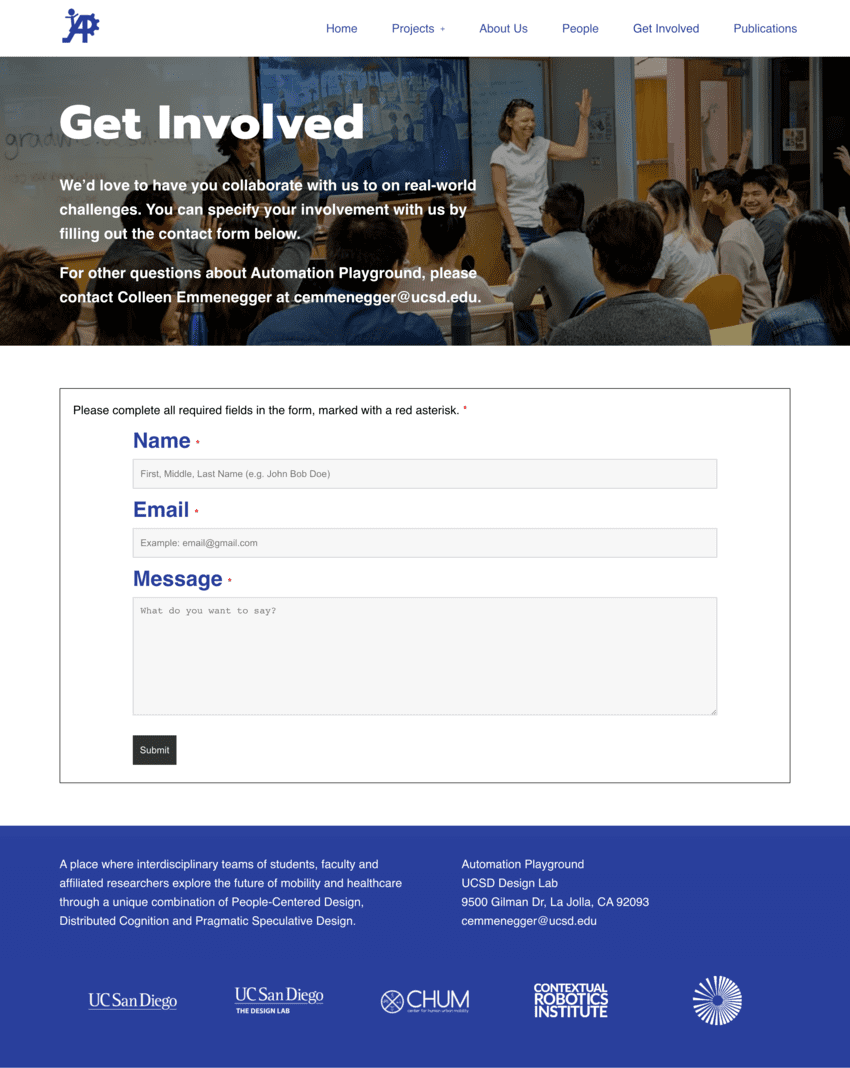 AP
Home Projects + About Us People Get Involved Publications
Get Involved
We'd love to have you collaborate with us to on real-world
challenges. You can specify your involvement with us by
filling out the contact form below.
For other questions about Automation Playground, please
contact Colleen Emmenegger at cemmenegger@ucsd.edu.
Please complete all required fields in the form, marked with a red asterisk. *
Name *
First, Middle, Last Name (e.g. John Bob Doe)
Email *
Example: email@gmail.com
Message *
What do you want to say?
Submit
A place where interdisciplinary teams of students, faculty and
affiliated researchers explore the future of mobility and healthcare
through a unique combination of People-Centered Design,
Distributed Cognition and Pragmatic Speculative Design.
Automation Playground
UCSD Design Lab
9500 Gilman Dr, La Jolla, CA 92093
cemmenegger@ucsd.edu
UC San Diego
UC San Diego
THE DESIGN LAB
CHUM
center for human urban mobility
CONTEXTUAL
ROBOTICS
INSTITUTE